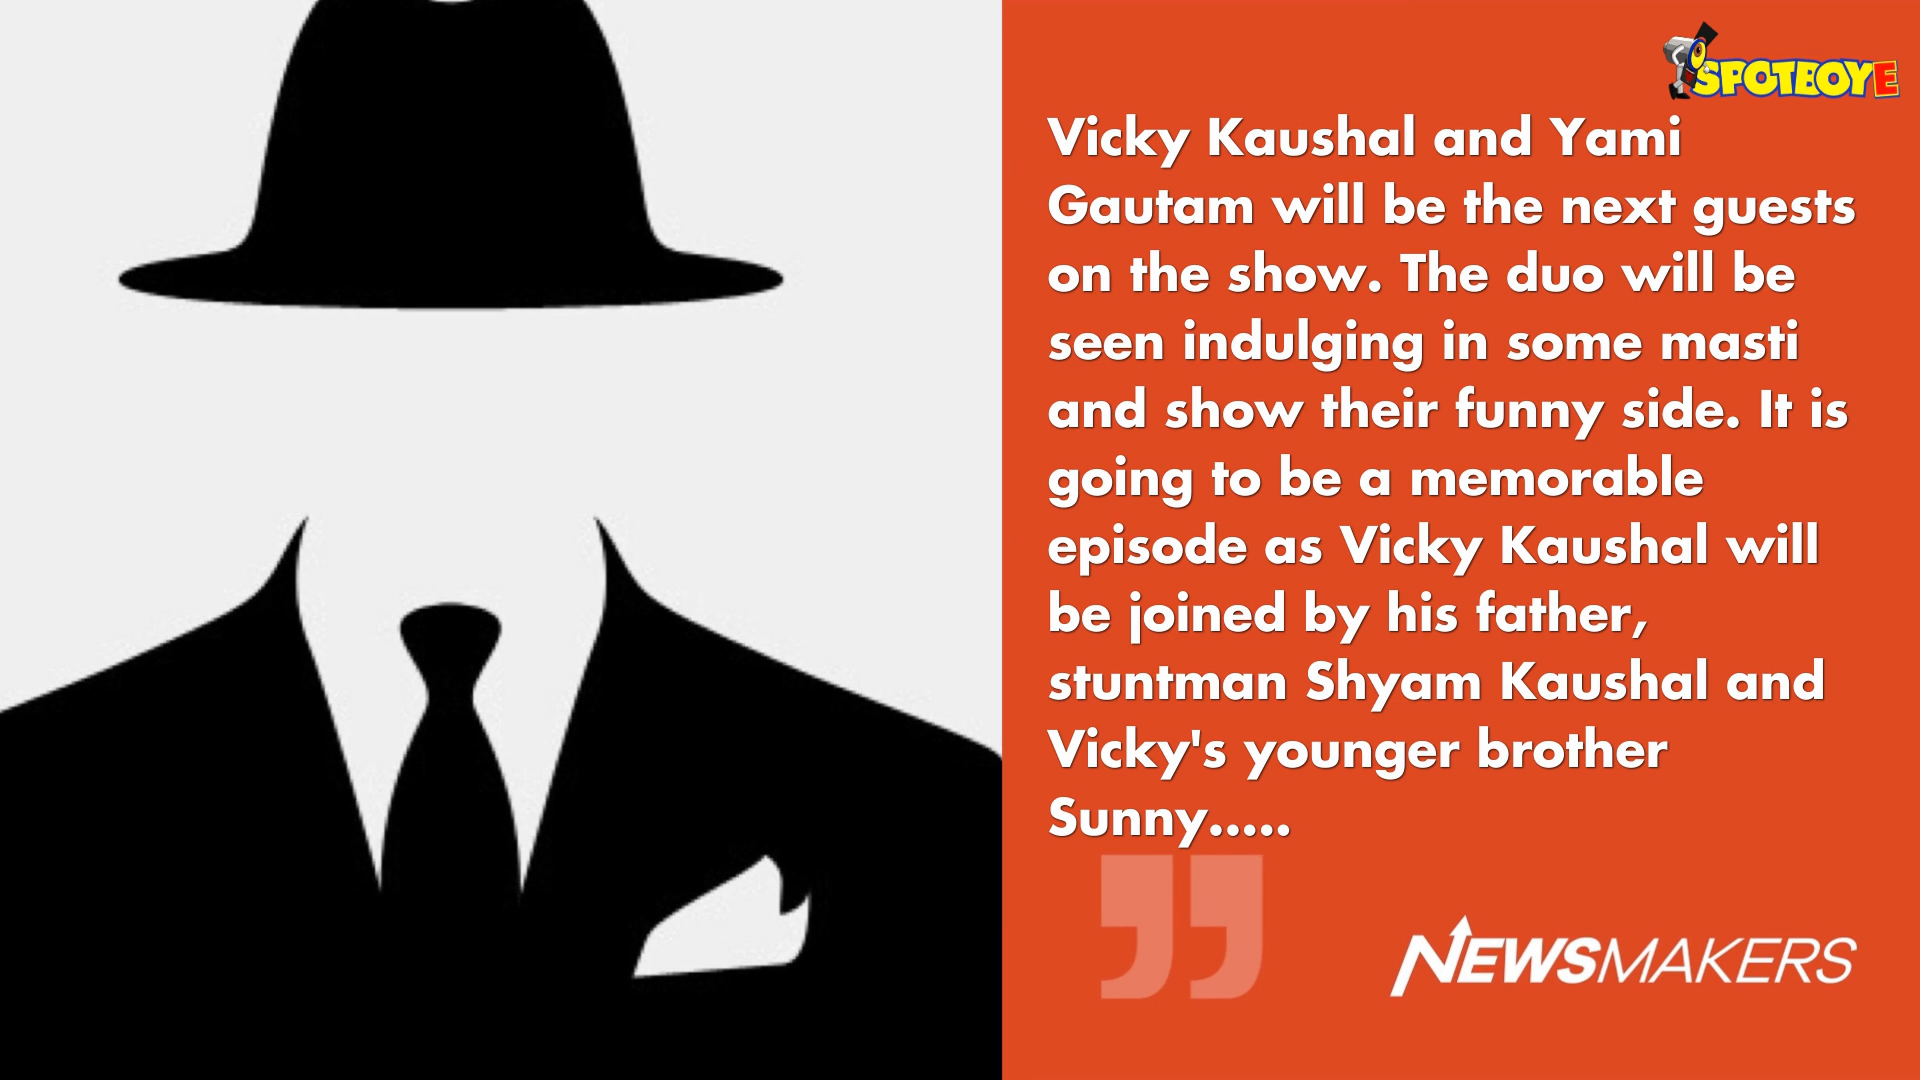 SPOTBOYE
Vicky Kaushal and Yami
Gautam will be the next guests
on the show. The duo will be
seen indulging in some masti
and show their funny side. It is
going to be a memorable
episode as Vicky Kaushal will
be joined by his father,
stuntman Shyam Kaushal and
Vicky's younger brother
Sunny.....
”
NEWSMAKERS